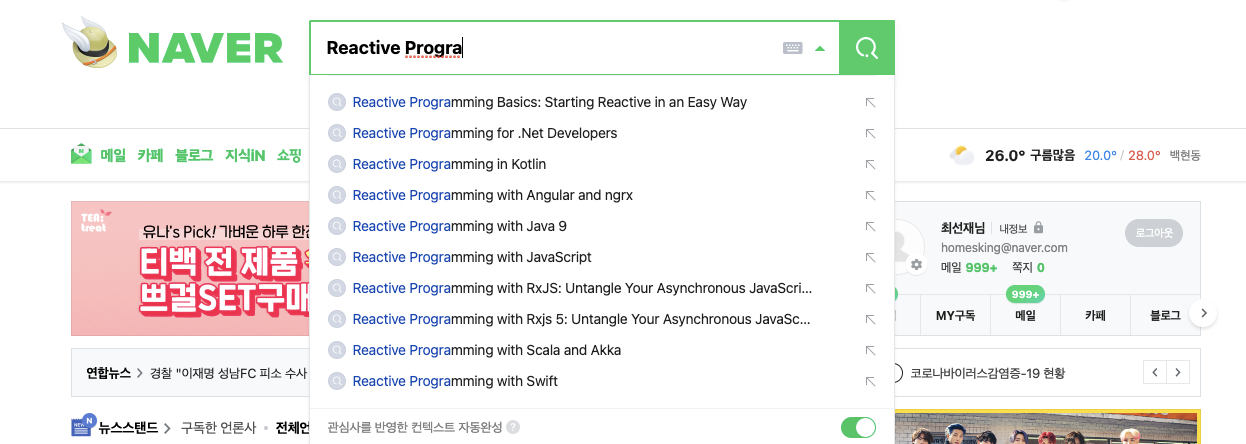 NAVER
Reactive Progra
Reactive Programming Basics: Starting Reactive in an Easy Way
Reactive Programming for .Net Developers
Reactive Programming in Kotlin
Reactive Programming with Angular and ngrx
Reactive Programming with Java 9
Reactive Programming with JavaScript
Reactive Programming with RxJS: Untangle Your Asynchronous JavaScri...
Reactive Programming with Rxjs 5: Untangle Your Asynchronous JavaSc...
Reactive Programming with Scala and Akka
Reactive Programming with Swift
관심사를 반영한 컨텍스트 자동완성 ?
N
메일 카페 블로그 지식iN 쇼핑
26.0° 구름많음 20.0° / 28.0° 백현동
TEA:
treat
유나's Pick! 가벼운 하루 한
티백 전 제품
쁘걸SET구매
최선재님 내정보
로그아웃
homesking@naver.com
메일 999+ 쪽지 0
999+
MY구독 메일 카페 블로그
연합뉴스 > 경찰 "이재명 성남FC 피소 수사
코로나바이러스감염증-19 현황
NEW N 뉴스스탠드 > 구독한 언론사 · 전체언